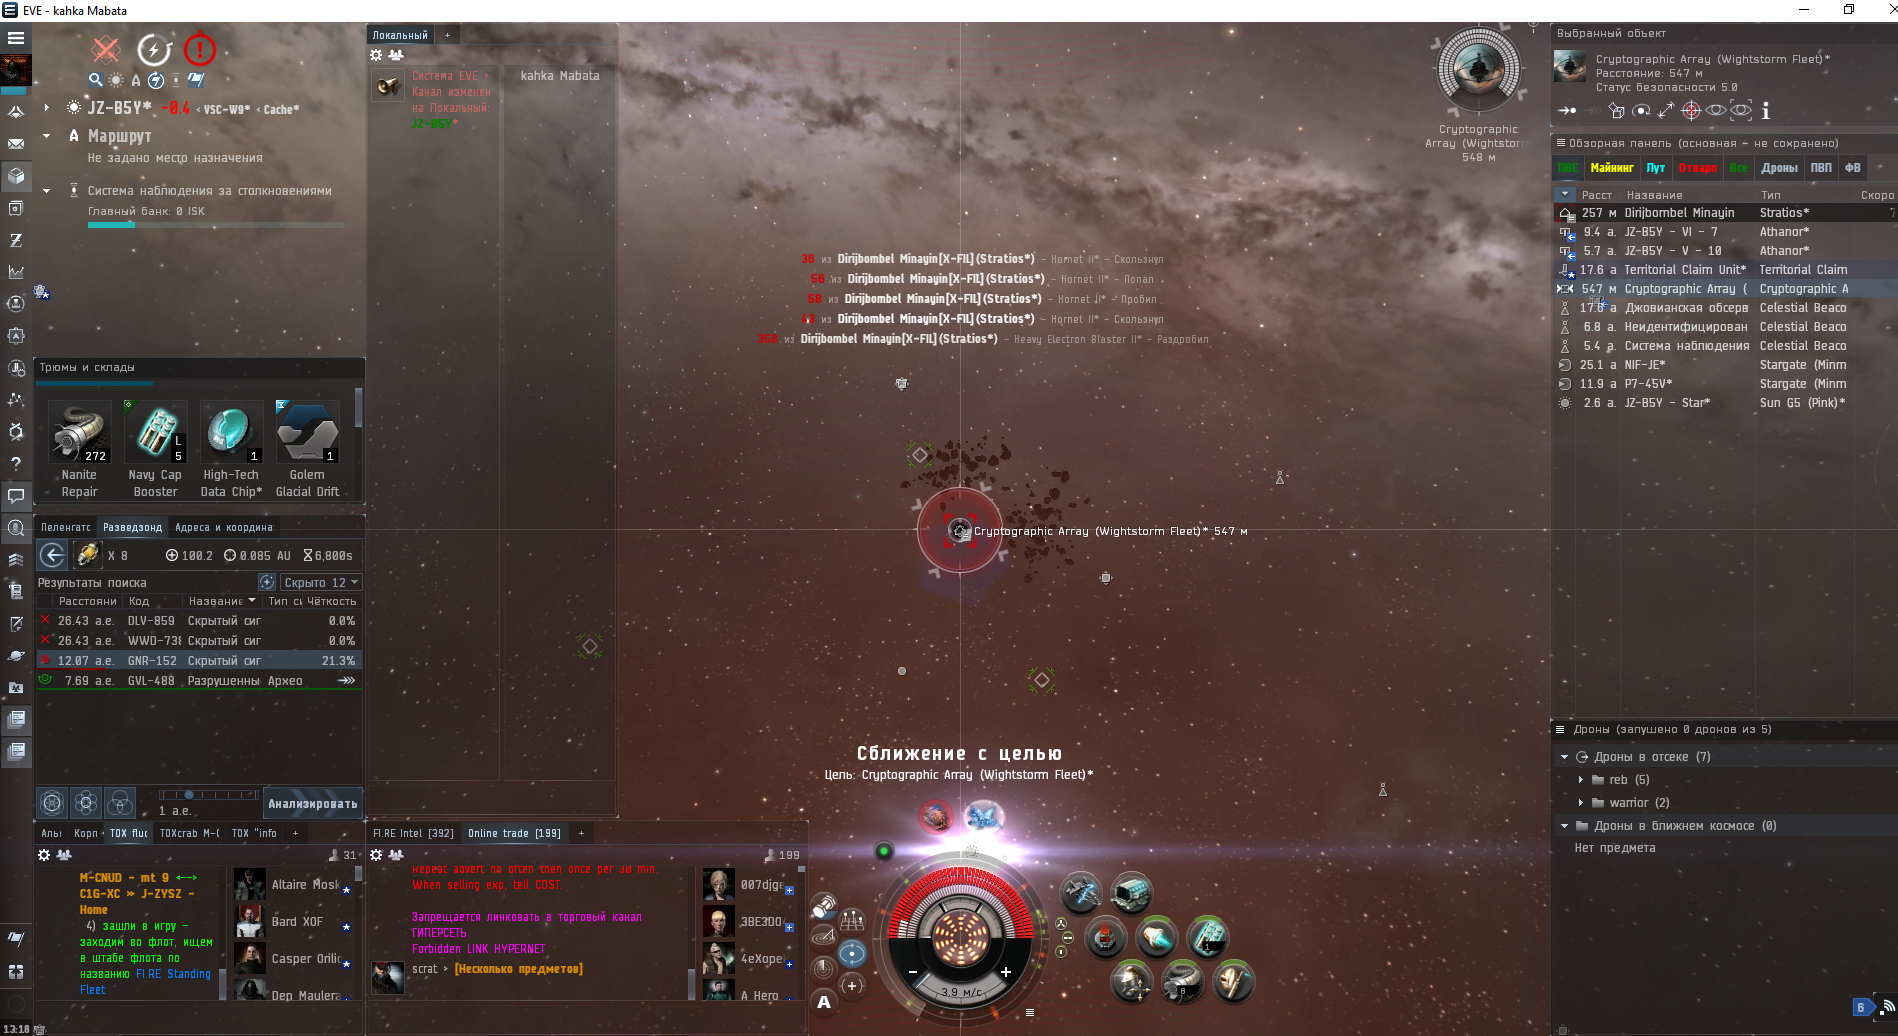 EVE - kahka Mabata
JZ-B5Y* -0.4 < VSC-W9* < Cache*
Маршрут
Не задано место назначения
Система наблюдения за столкновениями
Главный банк: 0 ISK
Трюмы и склады
272
L
5
1
1
Nanite
Repair
Navy Cap
Booster
High-Tech
Data Chip*
Golem
Glacial Drift
Пеленгатс Разведзонд Адреса и координа
X 8 100.2 0.085 AU 6,800s
Результаты поиска Скрыто 12
Расстояни Код Название Тип си Чёткость
26.43 а.е. DLV-859 Скрытый сиг 0.0%
26.43 а.е. WWD-738 Скрытый сиг 0.0%
12.07 а.е. GNR-152 Скрытый сиг 21.3%
7.69 а.е. GVL-488 Разрушенны Архео
1 а.е.
Анализировать
Альы Корп TOX fluc TOXcrab M-( TOX "info +
31
M-CNUD - mt 9 <-->
C1G-XC » J-ZYSZ -
Home
4) зашли в игру -
заходим во флот, ищем
в штабе флота по
названию FI.RE Standing
Fleet
Altaire Mosk
Bard XOF
Casper Orilic
Dep Maulera
13:18
Локальный +
Система EVE >
Канал изменен
на Локальный:
JZ-B5Y*
kahka Mabata
FI.RE Intel [392] Online trade [199] +
199
Repeat advert no often then once per 30 min.
When selling exp, tell COST
Запрещается линковать в торговый канал
ГИПЕРСЕТЬ
Forbidden LINK HYPERNET
scrat > [Несколько предметов]
007djge
3BE3DO
4eXope
A Hero
36 из Dirijbombel Minayin[X-FIL](Stratios*) - Hornet II* - Скользнул
56 из Dirijbombel Minayin[X-FIL](Stratios*) - Hornet II* - Попал
58 из Dirijbombel Minayin[X-FIL](Stratios*) - Hornet II* - Пробил
43 из Dirijbombel Minayin[X-FIL](Stratios*) - Hornet II* - Скользнул
из Dirijbombel Minayin[X-FIL](Stratios*) - Heavy Electron Blaster II* - Раздробил
Cryptographic Array (Wightstorm Fleet)* 547 м
Сближение с целью
Цель: Cryptographic Array (Wightstorm Fleet)*
3.9 м/с
A
1
8
Cryptographic
Array (Wightstorm
548 м
Выбранный объект
Cryptographic Array (Wightstorm Fleet)*
Расстояние: 547 м
Статус безопасности 5.0
Обзорная панель (основная - не сохранено)
ПВЕ Майнинг Пут Отварп Все Дроны ПВП ФВ
Расст Название Тип Скоро
257 м Dirijbombel Minayin Stratios* 7
9.4 а. JZ-B5Y - VI - 7 Athanor*
5.7 а. JZ-B5Y - V - 10 Athanor*
17.6 а Territorial Claim Unit* Territorial Claim
547 м Cryptographic Array ( Cryptographic A
17.6 а Джовианская обсерв Celestial Beaco
6.8 а. Неидентифицирован Celestial Beaco
5.4 а. Система наблюдения Celestial Beaco
25.1 а NIF-JE* Stargate (Minm
11.9 а P7-45V* Stargate (Minm
2.6 а. JZ-B5Y - Star* Sun G5 (Pink)*
Дроны (запущено 0 дронов из 5)
Дроны в отсеке (7)
reb (5)
warrior (2)
Дроны в ближнем космосе (0)
Нет предмета
6